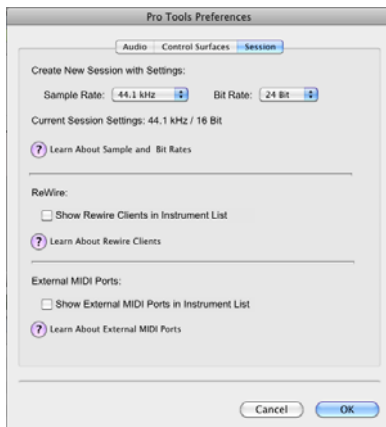 Pro Tools Preferences
Audio Control Surfaces Session
Create New Session with Settings:
Sample Rate: 44.1 kHz Bit Rate: 24 Bit
Current Session Settings: 44.1 kHz / 16 Bit
? Learn About Sample and Bit Rates
ReWire:
Show Rewire Clients in Instrument List
? Learn About Rewire Clients
External MIDI Ports:
Show External MIDI Ports in Instrument List
? Learn About External MIDI Ports
Cancel OK